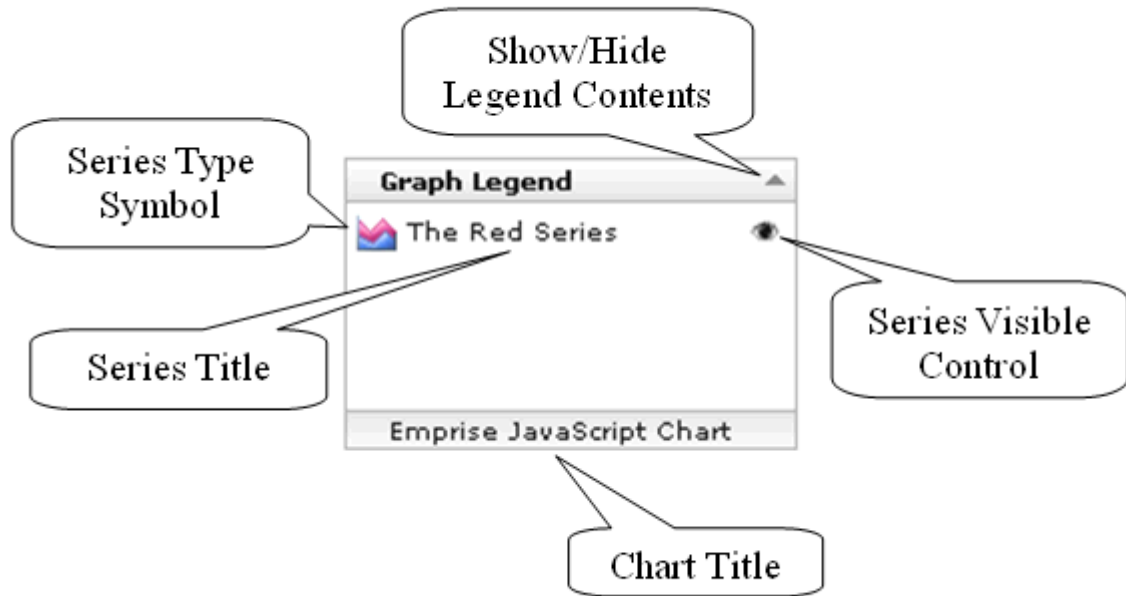 Show/Hide
Legend Contents
Series Type
Symbol
Graph Legend
The Red Series
Series Visible
Control
Series Title
Emprise JavaScript Chart
Chart Title